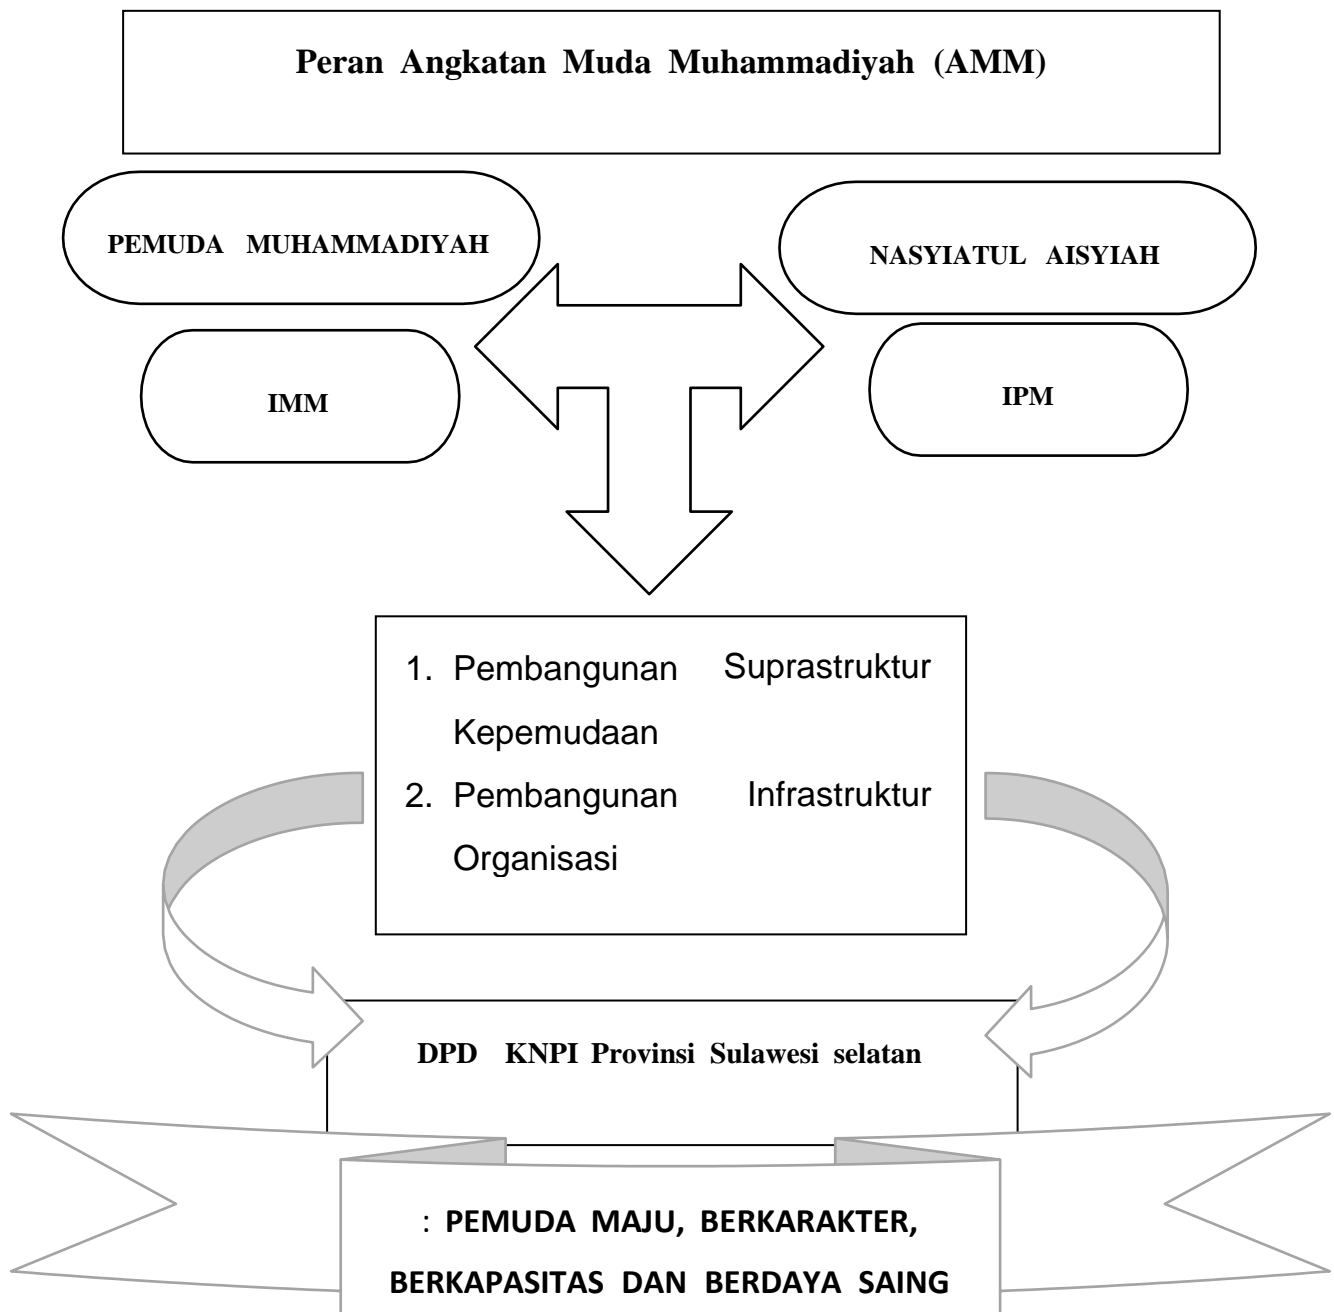 Peran Angkatan Muda Muhammadiyah (AMM)
PEMUDA MUHAMMADIYAH
NASYIATUL AISYIAH
IMM
IPM
1. Pembangunan Suprastruktur
Kepemudaan
2. Pembangunan Infrastruktur
Organisasi
DPD KNPI Provinsi Sulawesi selatan
: PEMUDA MAJU, BERKARAKTER,
BERKAPASITAS DAN BERDAYA SAING